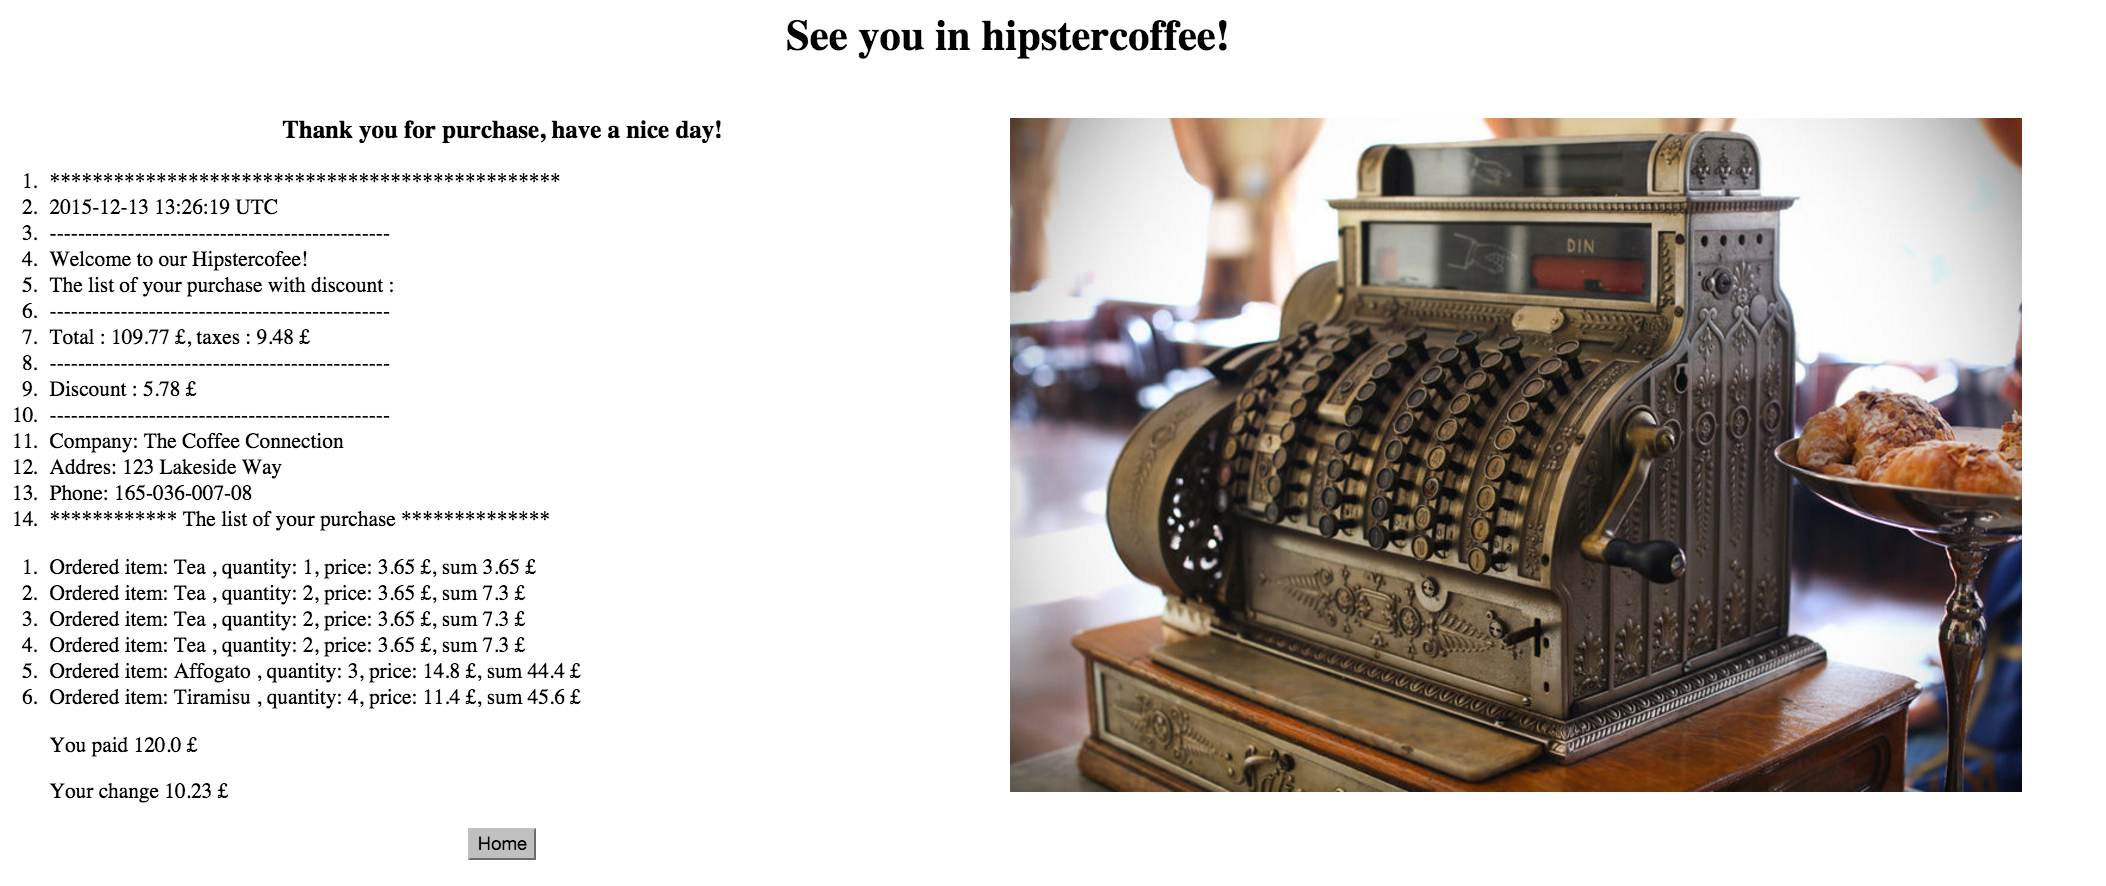 See you in hipstercoffee!
Thank you for purchase, have a nice day!
1. ************************************************
2. 2015-12-13 13:26:19 UTC
3. ------------------------------------------------
4. Welcome to our Hipstercofee!
5. The list of your purchase with discount :
6. ------------------------------------------------
7. Total : 109.77 £, taxes : 9.48 £
8. ------------------------------------------------
9. Discount : 5.78 £
10. ------------------------------------------------
11. Company: The Coffee Connection
12. Addres: 123 Lakeside Way
13. Phone: 165-036-007-08
14. ************ The list of your purchase **************
1. Ordered item: Tea , quantity: 1, price: 3.65 £, sum 3.65 £
2. Ordered item: Tea , quantity: 2, price: 3.65 £, sum 7.3 £
3. Ordered item: Tea , quantity: 2, price: 3.65 £, sum 7.3 £
4. Ordered item: Tea , quantity: 2, price: 3.65 £, sum 7.3 £
5. Ordered item: Affogato , quantity: 3, price: 14.8 £, sum 44.4 £
6. Ordered item: Tiramisu , quantity: 4, price: 11.4 £, sum 45.6 £
You paid 120.0 £
Your change 10.23 £
Home
DIN